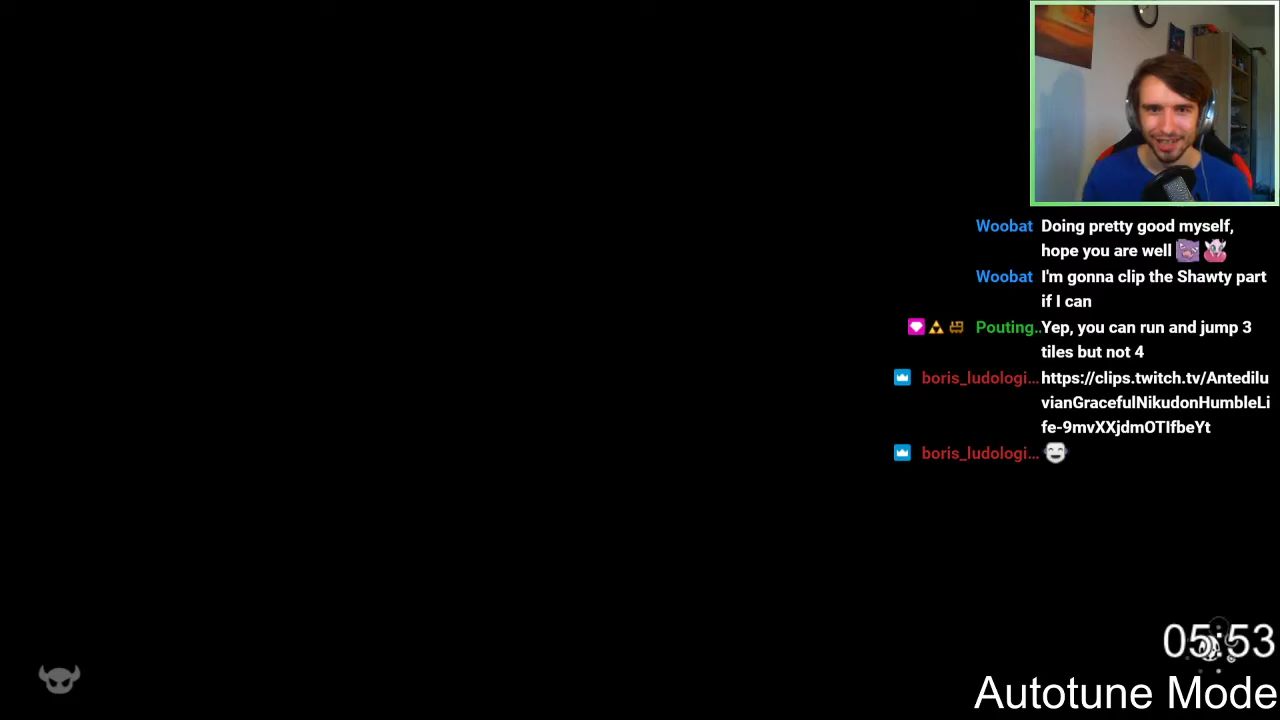 Woobat Doing pretty good myself,
hope you are well
Woobat I'm gonna clip the Shawty part
if I can
Pouting.. Yep, you can run and jump 3
tiles but not 4
boris_ludologi... https://clips.twitch.tv/Antedilu
vianGracefulNikudonHumbleLi
fe-9mvXXjdmOTIfbeYt
boris_ludologi...
05:53
Autotune Mode